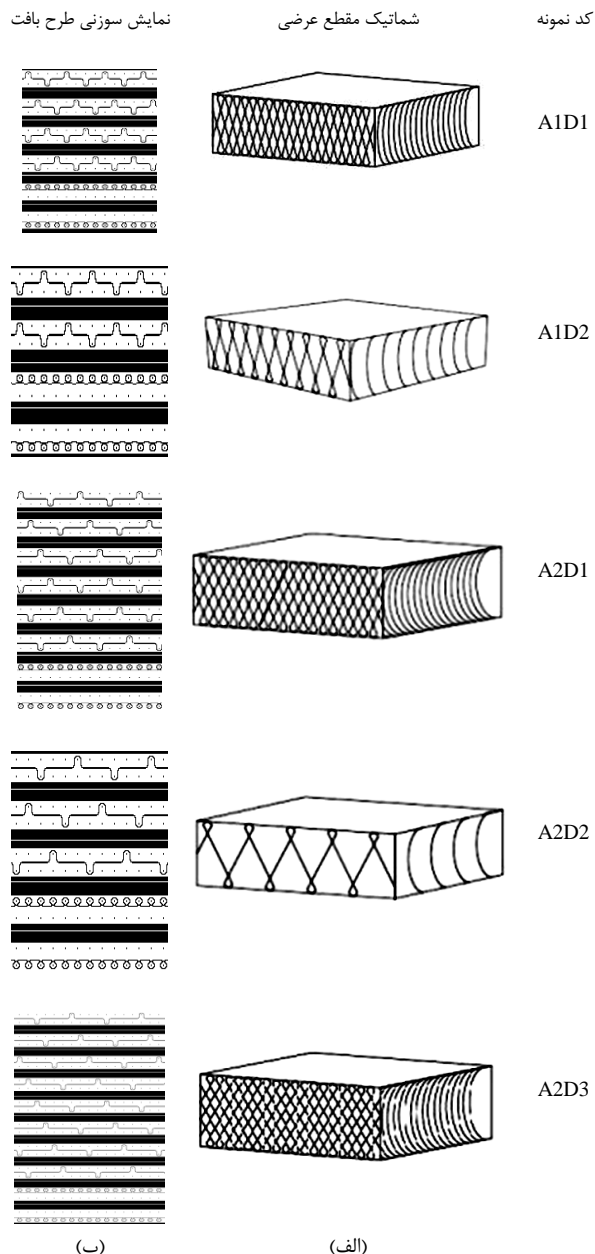 کد نمونه شماتیک مقطع عرضی نمایش سوزنی طرح بافت
A1D1
A1D2
A2D1
A2D2
A2D3
(الف) (ب)